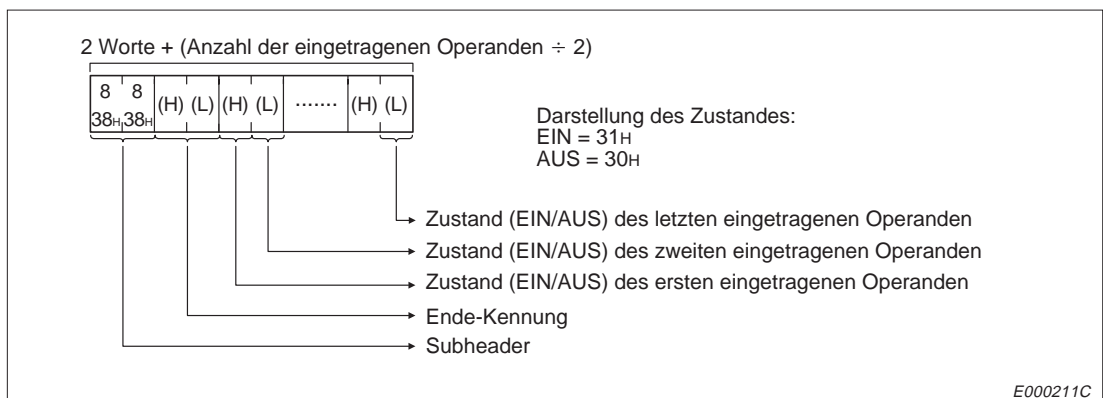 2 Worte + (Anzahl der eingetragenen Operanden ÷ 2)
8 8 (H) (L) (H) (L) ······· (H) (L)
38H 38H
Darstellung des Zustandes:
EIN = 31H
AUS = 30H
Zustand (EIN/AUS) des letzten eingetragenen Operanden
Zustand (EIN/AUS) des zweiten eingetragenen Operanden
Zustand (EIN/AUS) des ersten eingetragenen Operanden
Ende-Kennung
Subheader
E000211C